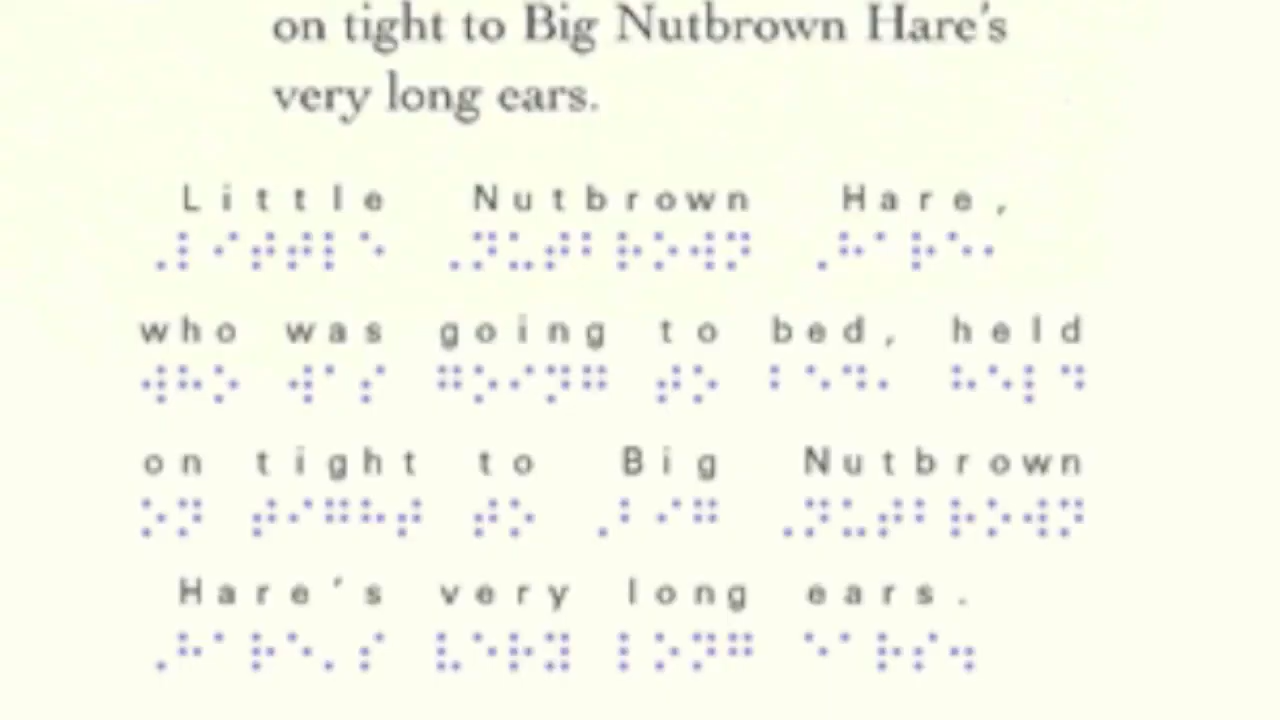 on tight to Big Nutbrown Hare's
very long ears.
Little Nutbrown Hare,
⠠⠇⠊⠞⠞⠇⠑ ⠠⠝⠥⠞⠃⠗⠕⠺⠝ ⠠⠓⠁⠗⠑⠂
who was going to bed, held
⠺⠓⠕ ⠺⠁⠎ ⠛⠕⠊⠝⠛ ⠞⠕ ⠃⠑⠙⠂ ⠓⠑⠇⠙
on tight to Big Nutbrown
⠕⠝ ⠞⠊⠛⠓⠞ ⠞⠕ ⠠⠃⠊⠛ ⠠⠝⠥⠞⠃⠗⠕⠺⠝
Hare's very long ears.
⠠⠓⠁⠗⠑⠄⠎ ⠧⠑⠗⠽ ⠇⠕⠝⠛ ⠑⠁⠗⠎⠲